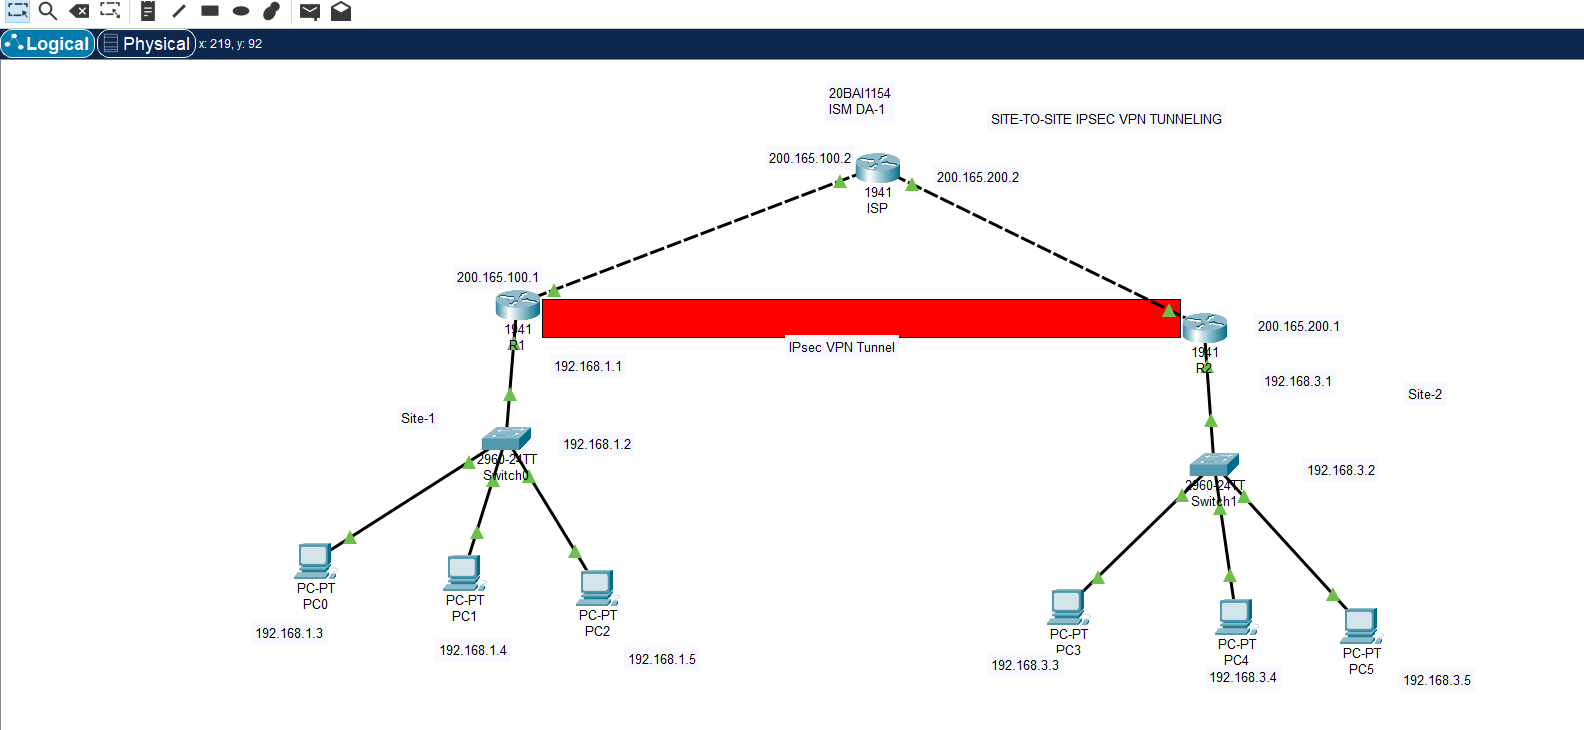 Logical
Physical
x: 219, y: 92
20BAI1154
ISM DA-1
SITE-TO-SITE IPSEC VPN TUNNELING
200.165.100.2
200.165.200.2
1941
ISP
200.165.100.1
1941
R1
IPsec VPN Tunnel
200.165.200.1
1941
R2
192.168.1.1
192.168.3.1
Site-1
Site-2
192.168.1.2
2960-24TT
Switch0
192.168.3.2
2960-24TT
Switch1
PC-PT
PC0
PC-PT
PC1
PC-PT
PC2
192.168.1.3
192.168.1.4
192.168.1.5
PC-PT
PC3
PC-PT
PC4
PC-PT
PC5
192.168.3.3
192.168.3.4
192.168.3.5